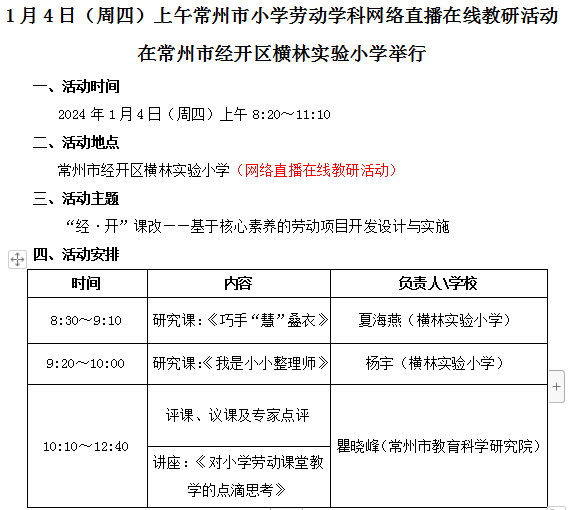 1月4日（周四）上午常州市小学劳动学科网络直播在线教研活动
在常州市经开区横林实验小学举行
一、活动时间
2024年1月4日（周四）上午8:20～11:10
二、活动地点
常州市经开区横林实验小学（网络直播在线教研活动）
三、活动主题
“经·开”课改——基于核心素养的劳动项目开发设计与实施
四、活动安排
时间 内容 负责人\学校
8:30～9:10 研究课：《巧手“慧”叠衣》 夏海燕（横林实验小学）
9:20～10:00 研究课：《我是小小整理师》 杨宇（横林实验小学）
10:10～12:40 评课、议课及专家点评 瞿晓峰（常州市教育科学研究院）
讲座：《对小学劳动课堂教
学的点滴思考》